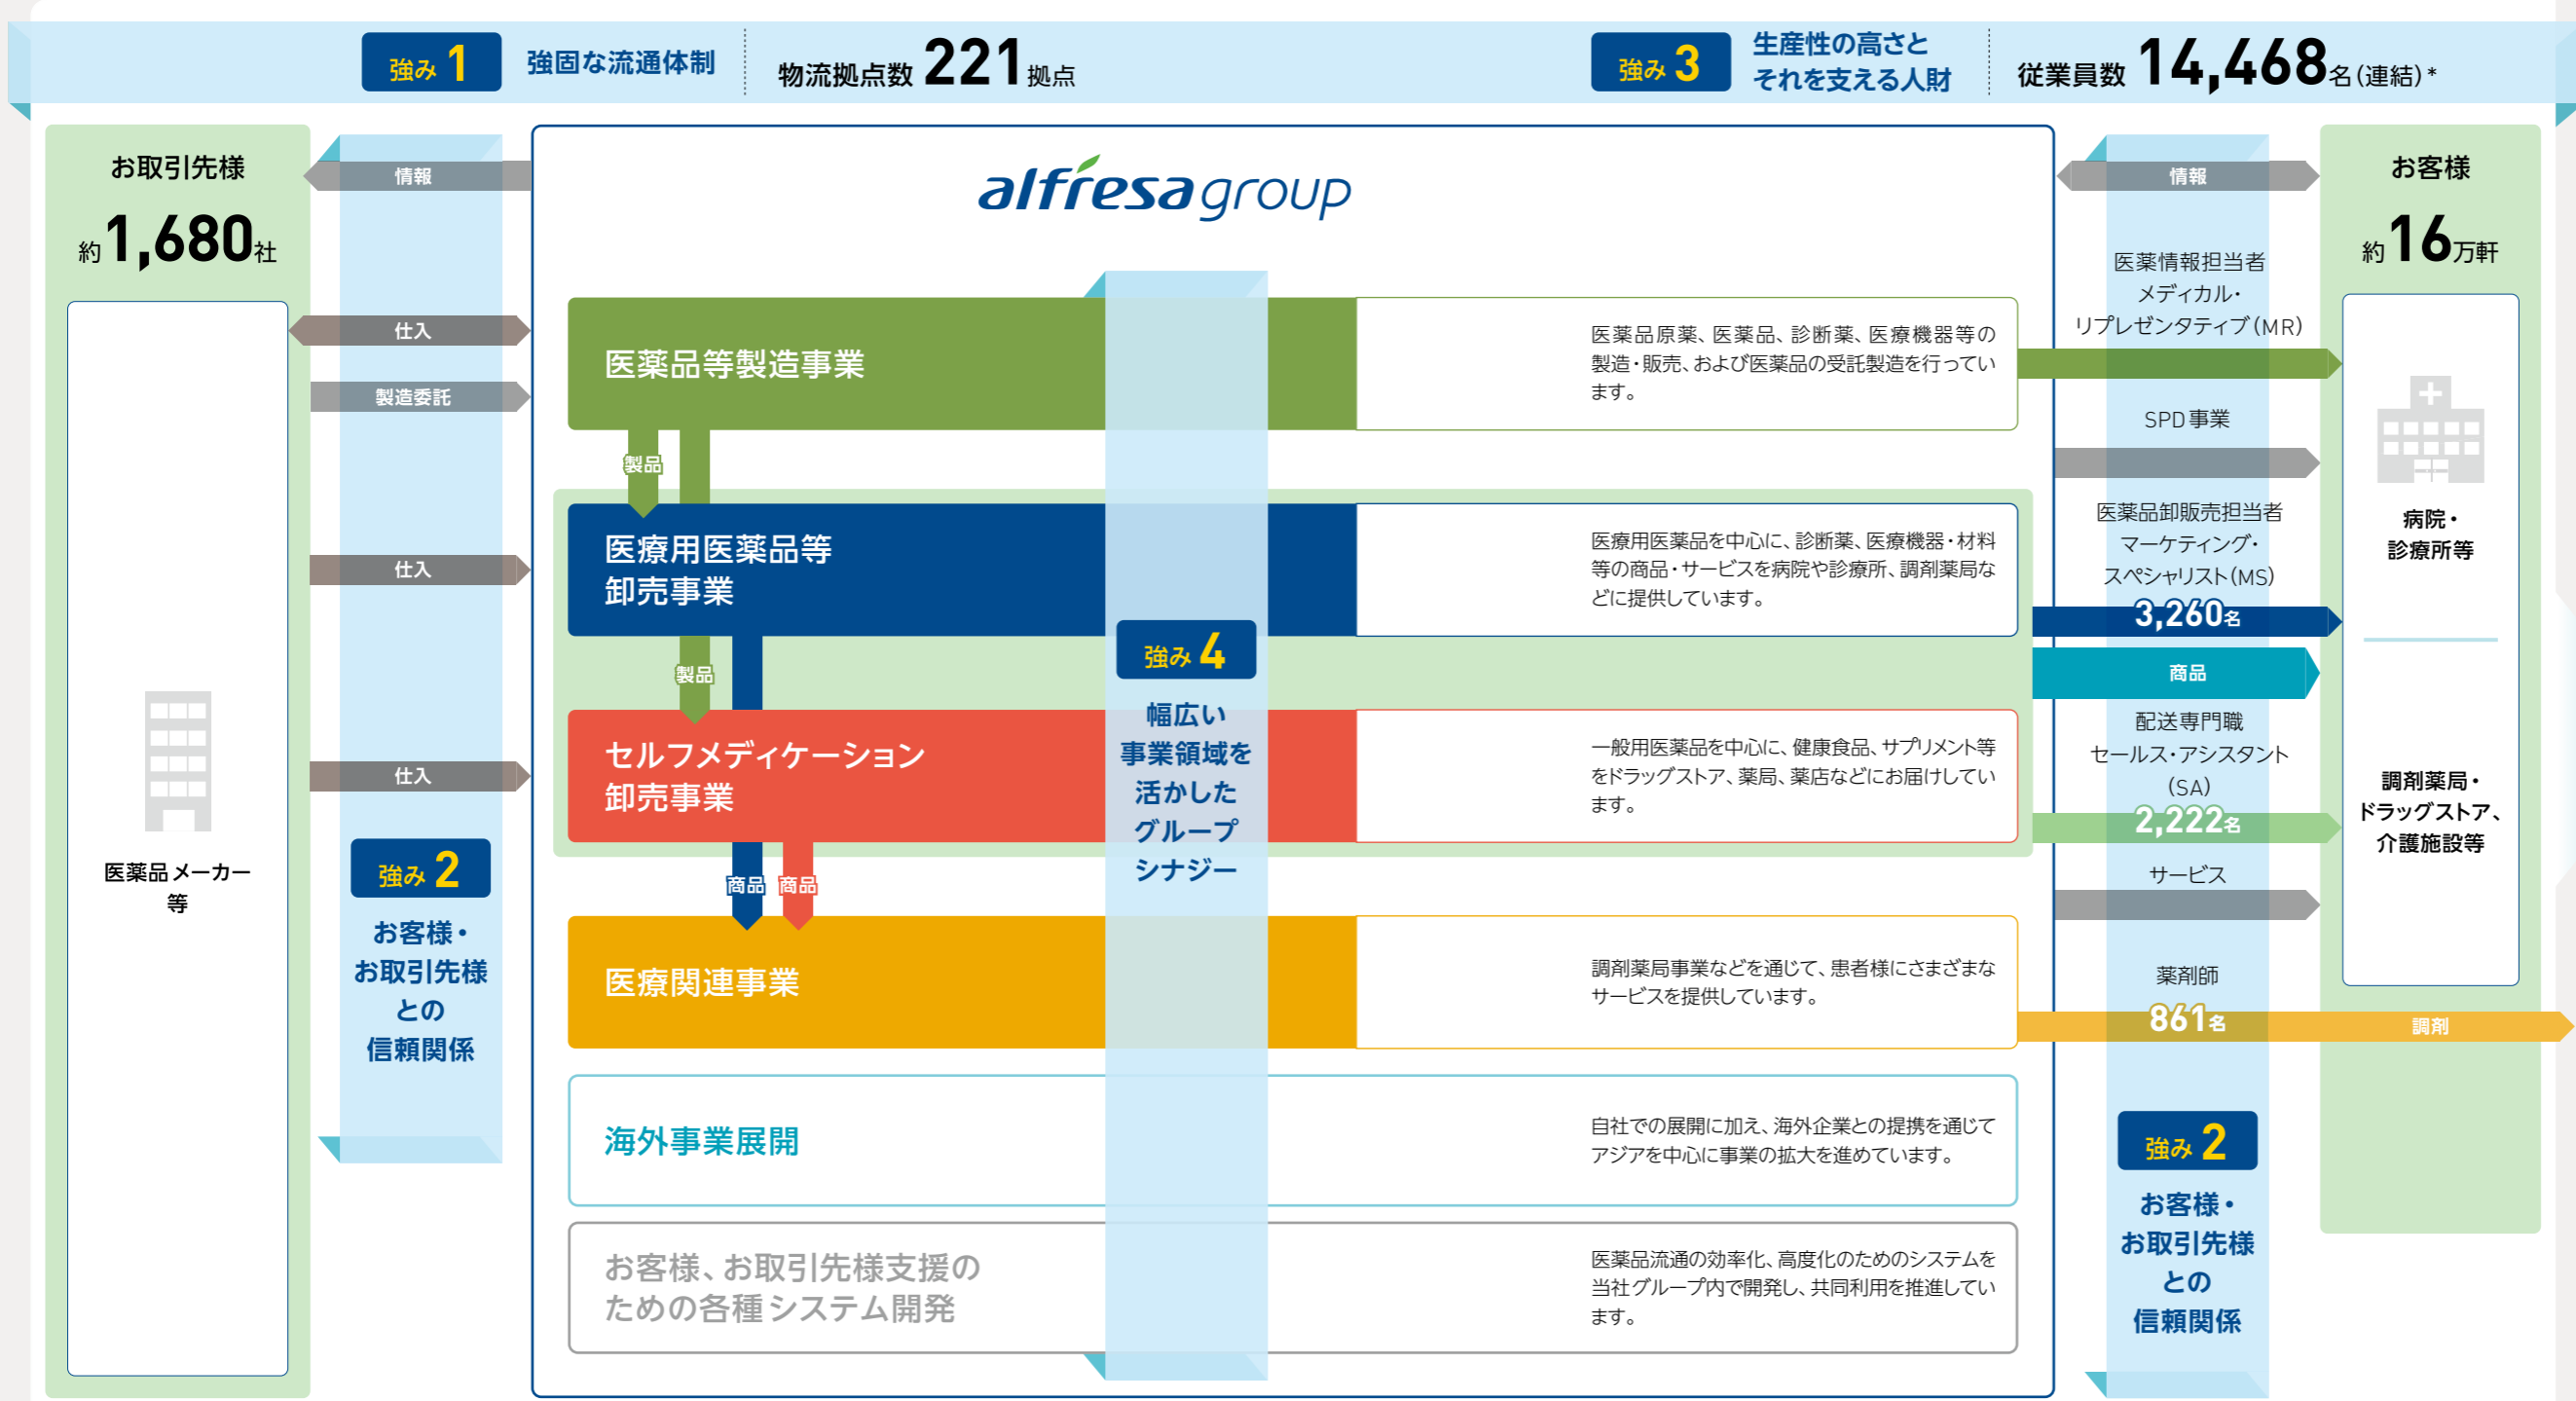 強み 1
強固な流通体制
物流拠点数 221拠点
強み 3
生産性の高さと
それを支える人財
従業員数 14,468名(連結)*
お取引先様
約1,680社
医薬品メーカー
等
情報
仕入
製造委託
仕入
仕入
強み 2
お客様・
お取引先様
との
信頼関係
alfresa group
医薬品等製造事業
医薬品原薬、医薬品、診断薬、医療機器等の
製造・販売、および医薬品の受託製造を行ってい
ます。
製品
医療用医薬品等
卸売事業
医療用医薬品を中心に、診断薬、医療機器・材料
等の商品・サービスを病院や診療所、調剤薬局な
どに提供しています。
製品
強み 4
幅広い
事業領域を
活かした
グループ
シナジー
セルフメディケーション
卸売事業
一般用医薬品を中心に、健康食品、サプリメント等
をドラッグストア、薬局、薬店などにお届けしてい
ます。
商品 商品
医療関連事業
調剤薬局事業などを通じて、患者様にさまざまな
サービスを提供しています。
海外事業展開
自社での展開に加え、海外企業との提携を通じて
アジアを中心に事業の拡大を進めています。
お客様、お取引先様支援の
ための各種システム開発
医薬品流通の効率化、高度化のためのシステムを
当社グループ内で開発し、共同利用を推進してい
ます。
情報
医薬情報担当者
メディカル・
リプレゼンタティブ(MR)
SPD事業
医薬品卸販売担当者
マーケティング・
スペシャリスト(MS)
3,260名
商品
配送専門職
セールス・アシスタント
(SA)
2,222名
サービス
薬剤師
861名
調剤
強み 2
お客様・
お取引先様
との
信頼関係
お客様
約16万軒
病院・
診療所等
調剤薬局・
ドラッグストア、
介護施設等